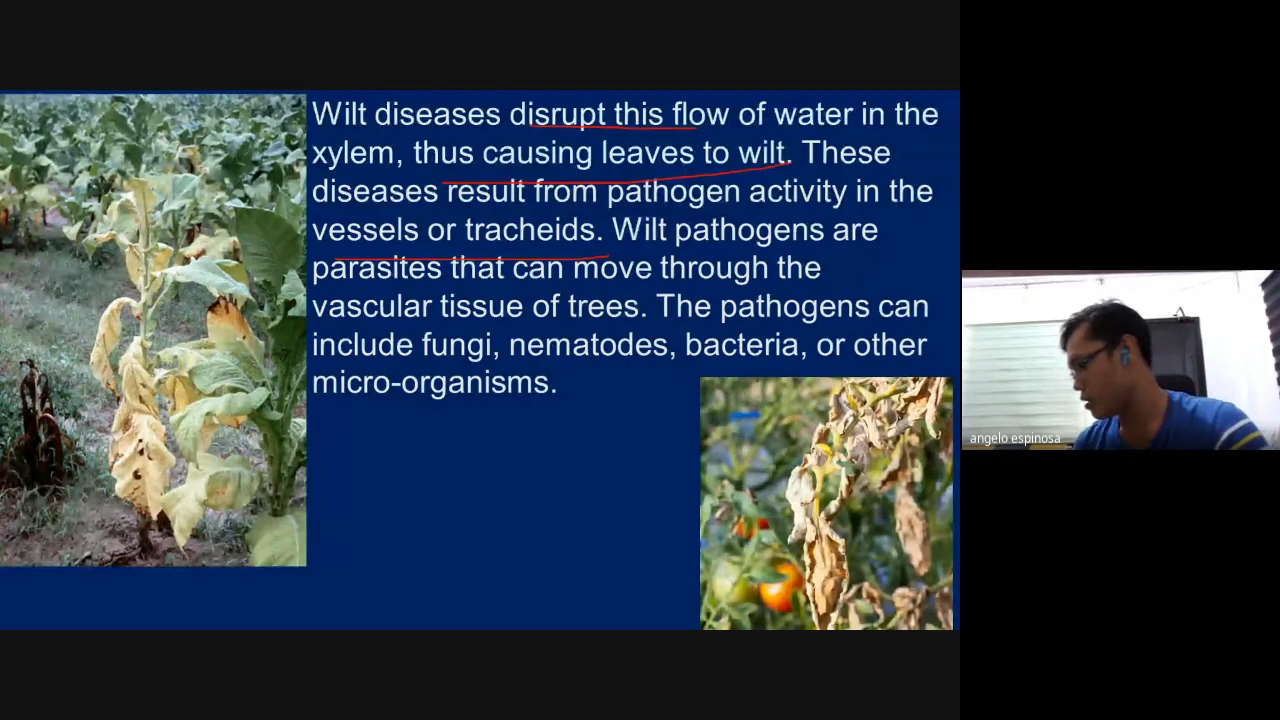 Wilt diseases disrupt this flow of water in the
xylem, thus causing leaves to wilt. These
diseases result from pathogen activity in the
vessels or tracheids. Wilt pathogens are
parasites that can move through the
vascular tissue of trees. The pathogens can
include fungi, nematodes, bacteria, or other
micro-organisms.
angelo espinosa